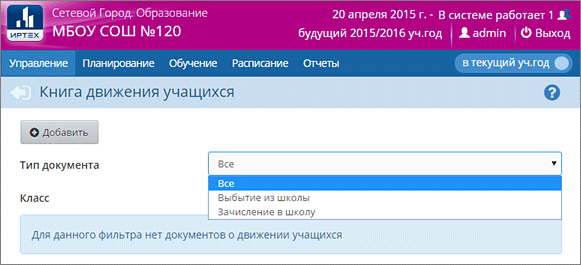 ИРТЕХ
Сетевой Город. Образование
МБОУ СОШ №120
20 апреля 2015 г. - В системе работает 1
будущий 2015/2016 уч.год
admin
Выход
Управление Планирование Обучение Расписание Отчеты
в текущий уч.год
Книга движения учащихся
?
Добавить
Тип документа
Все
Все
Выбытие из школы
Зачисление в школу
Класс
Для данного фильтра нет документов о движении учащихся